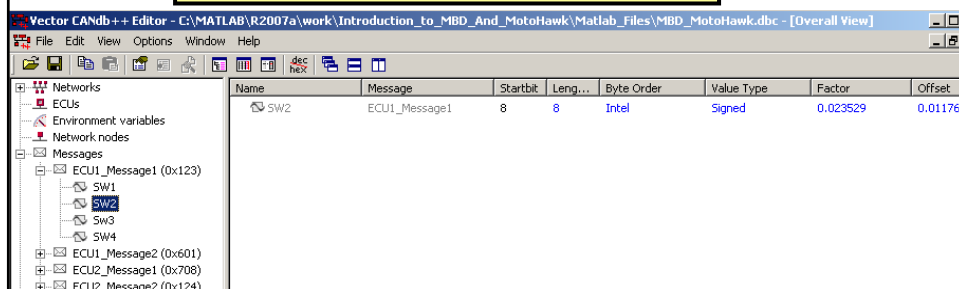 Vector CANdb++ Editor - C:\MATLAB\R2007a\work\Introduction_to_MBD_And_MotoHawk\Matlab_Files\MBD_MotoHawk.dbc - [Overall View]
File Edit View Options Window Help
dec
hex
Networks
ECUs
Environment variables
Network nodes
Messages
ECU1_Message1 (0x123)
SW1
SW2
Sw3
SW4
ECU1_Message2 (0x601)
ECU2_Message1 (0x708)
ECU2_Message2 (0x124)
Name Message Startbit Leng... Byte Order Value Type Factor Offset
SW2 ECU1_Message1 8 8 Intel Signed 0.023529 0.01176